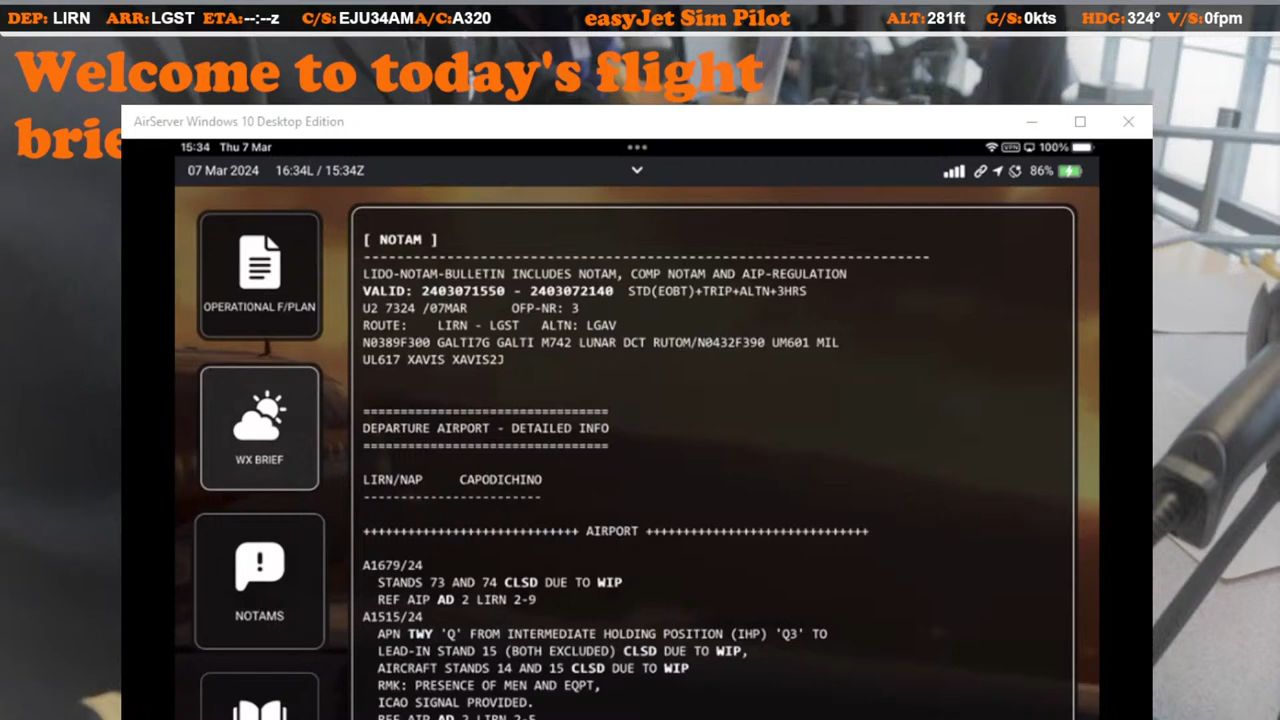 DEP: LIRN ARR: LGST ETA:--:--z C/S: EJU34AM A/C: A320 easyJet Sim Pilot ALT: 281ft G/S: 0kts HDG: 324° V/S: 0fpm
Welcome to today's flight
brie
AirServer Windows 10 Desktop Edition
15:34 Thu 7 Mar VPN 100%
07 Mar 2024 16:34L / 15:34Z 86%
OPERATIONAL F/PLAN
WX BRIEF
NOTAMS
[ NOTAM ]
--------------------------------------------------------------------------
LIDO-NOTAM-BULLETIN INCLUDES NOTAM, COMP NOTAM AND AIP-REGULATION
VALID: 2403071550 - 2403072140 STD(EOBT)+TRIP+ALTN+3HRS
U2 7324 /07MAR OFP-NR: 3
ROUTE: LIRN - LGST ALTN: LGAV
N0389F300 GALTI7G GALTI M742 LUNAR DCT RUTOM/N0432F390 UM601 MIL
UL617 XAVIS XAVIS2J
=================================
DEPARTURE AIRPORT - DETAILED INFO
=================================
LIRN/NAP CAPODICHINO
------------------------
+++++++++++++++++++++++++++++ AIRPORT ++++++++++++++++++++++++++++++
A1679/24
STANDS 73 AND 74 CLSD DUE TO WIP
REF AIP AD 2 LIRN 2-9
A1515/24
APN TWY 'Q' FROM INTERMEDIATE HOLDING POSITION (IHP) 'Q3' TO
LEAD-IN STAND 15 (BOTH EXCLUDED) CLSD DUE TO WIP,
AIRCRAFT STANDS 14 AND 15 CLSD DUE TO WIP
RMK: PRESENCE OF MEN AND EQPT,
ICAO SIGNAL PROVIDED.
REF AIP AD 2 LIRN 2-5